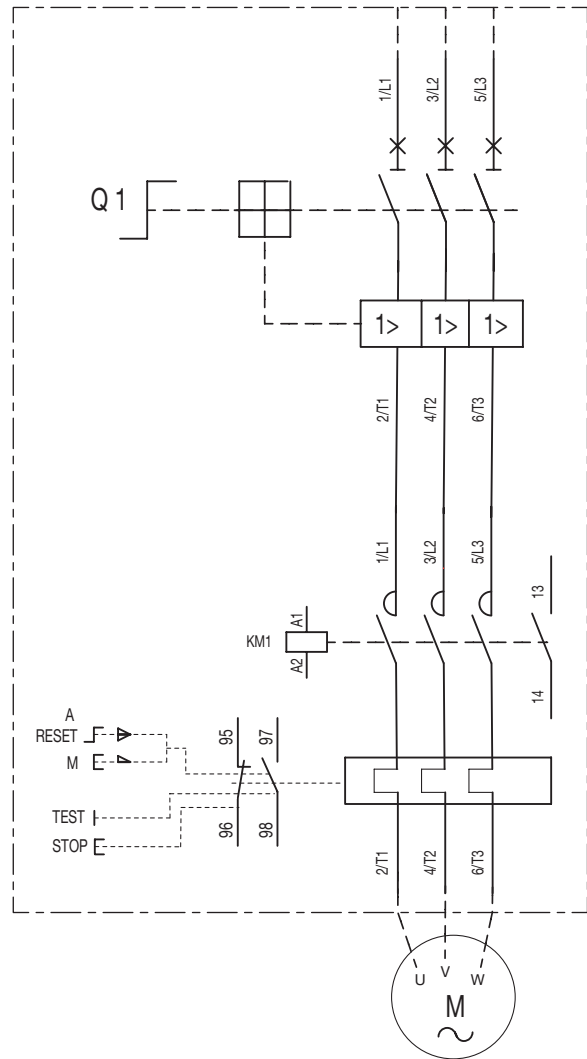 1/L1 3/L2 5/L3
Q1
1> 1> 1>
2/T1 4/T2 6/T3
1/L1 3/L2 5/L3 13
KM1 A1
A2
14
A
RESET 95 97
M
TEST
STOP 96 98
2/T1 4/T2 6/T3
U V W
M